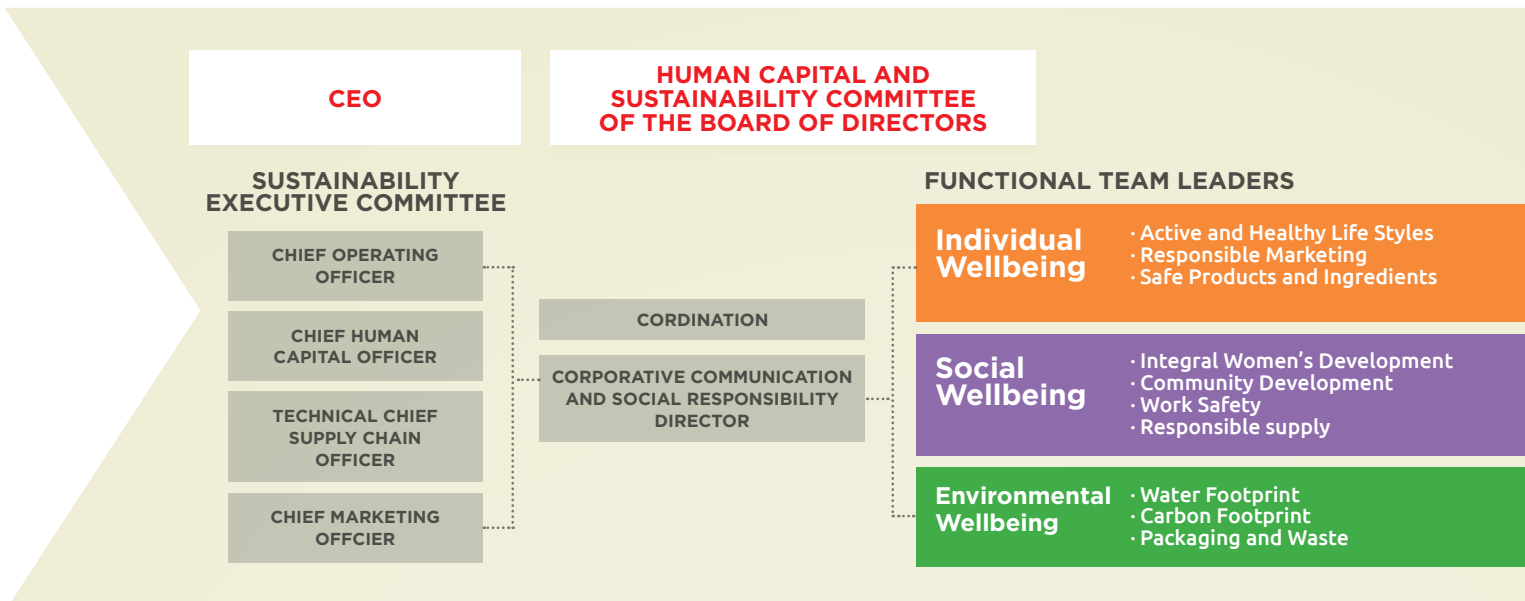 CEO
HUMAN CAPITAL AND
SUSTAINABILITY COMMITTEE
OF THE BOARD OF DIRECTORS
SUSTAINABILITY
EXECUTIVE COMMITTEE
CHIEF OPERATING
OFFICER
CHIEF HUMAN
CAPITAL OFFICER
TECHNICAL CHIEF
SUPPLY CHAIN
OFFICER
CHIEF MARKETING
OFFCIER
CORDINATION
CORPORATIVE COMMUNICATION
AND SOCIAL RESPONSIBILITY
DIRECTOR
FUNCTIONAL TEAM LEADERS
Individual
Wellbeing
· Active and Healthy Life Styles
· Responsible Marketing
· Safe Products and Ingredients
Social
Wellbeing
· Integral Women’s Development
· Community Development
· Work Safety
· Responsible supply
Environmental
Wellbeing
· Water Footprint
· Carbon Footprint
· Packaging and Waste